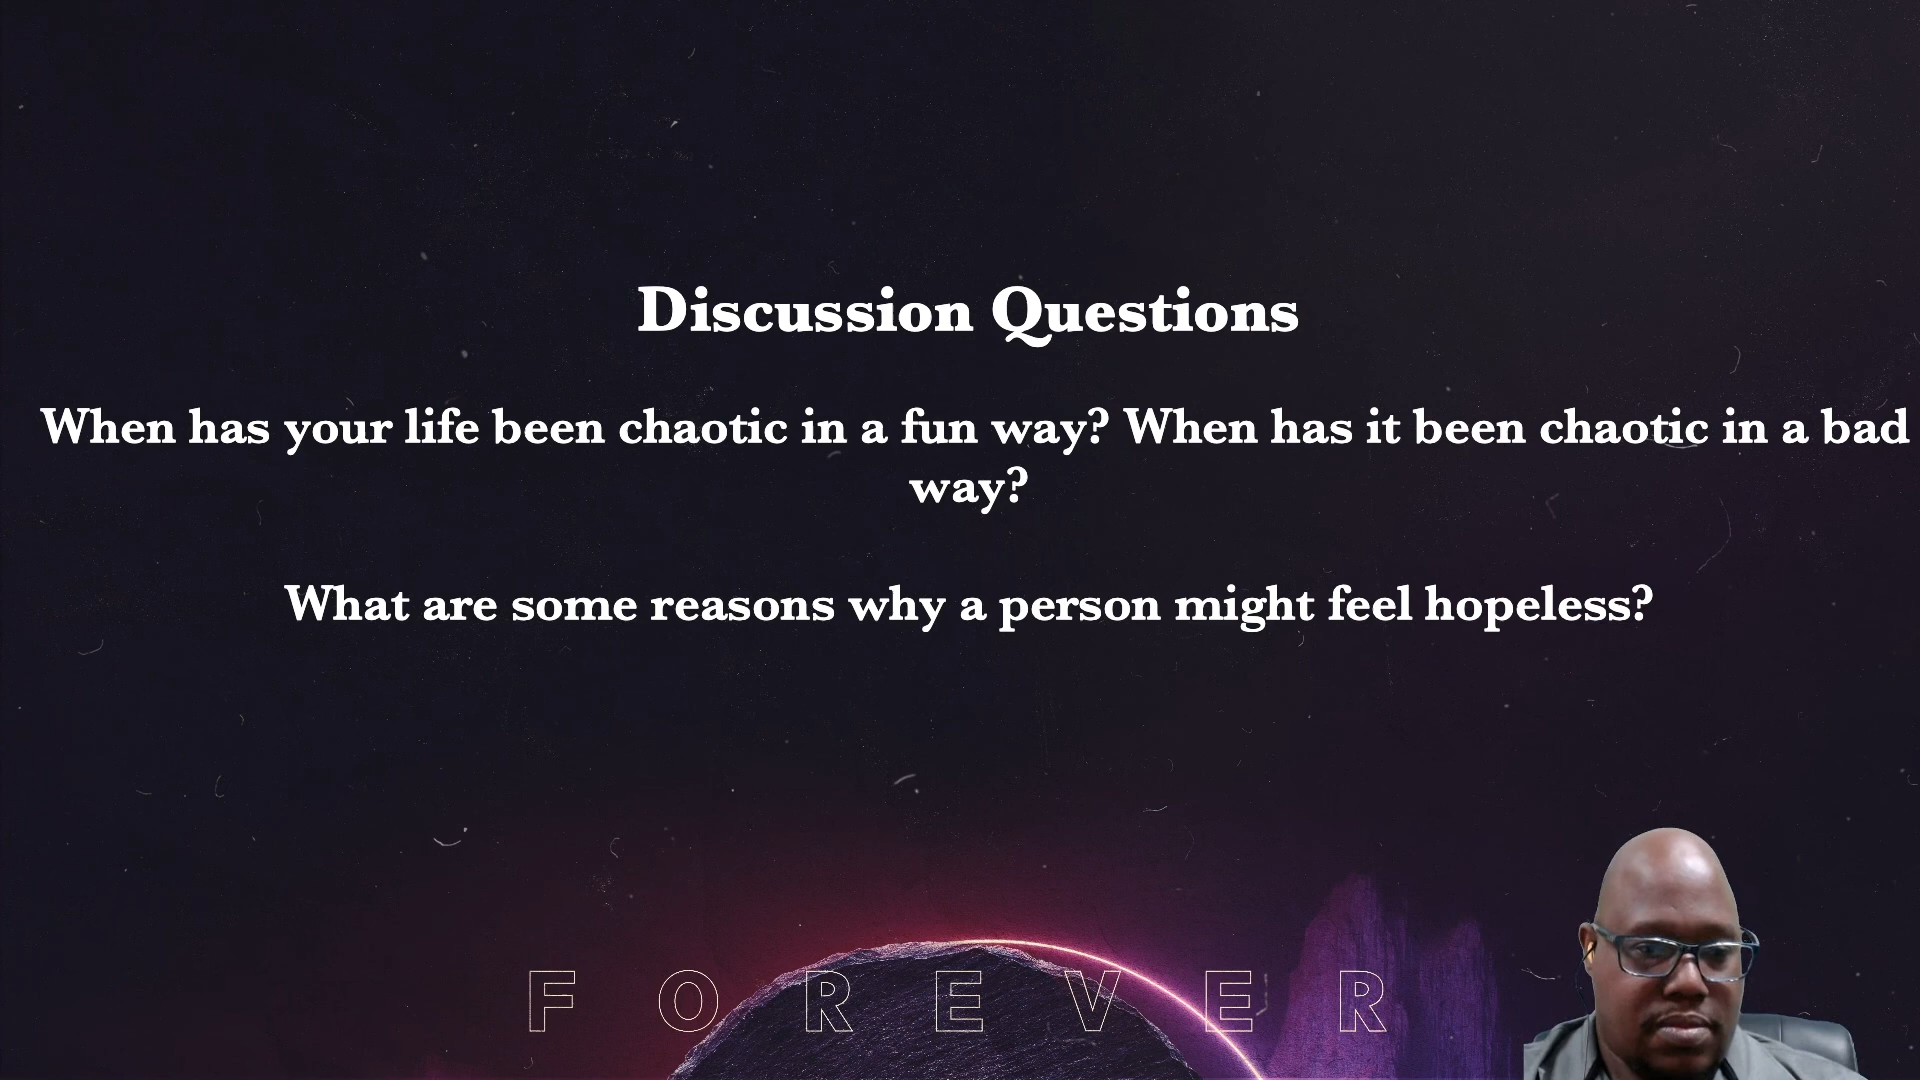 Discussion Questions
When has your life been chaotic in a fun way? When has it been chaotic in a bad
way?
What are some reasons why a person might feel hopeless?
FOREVER